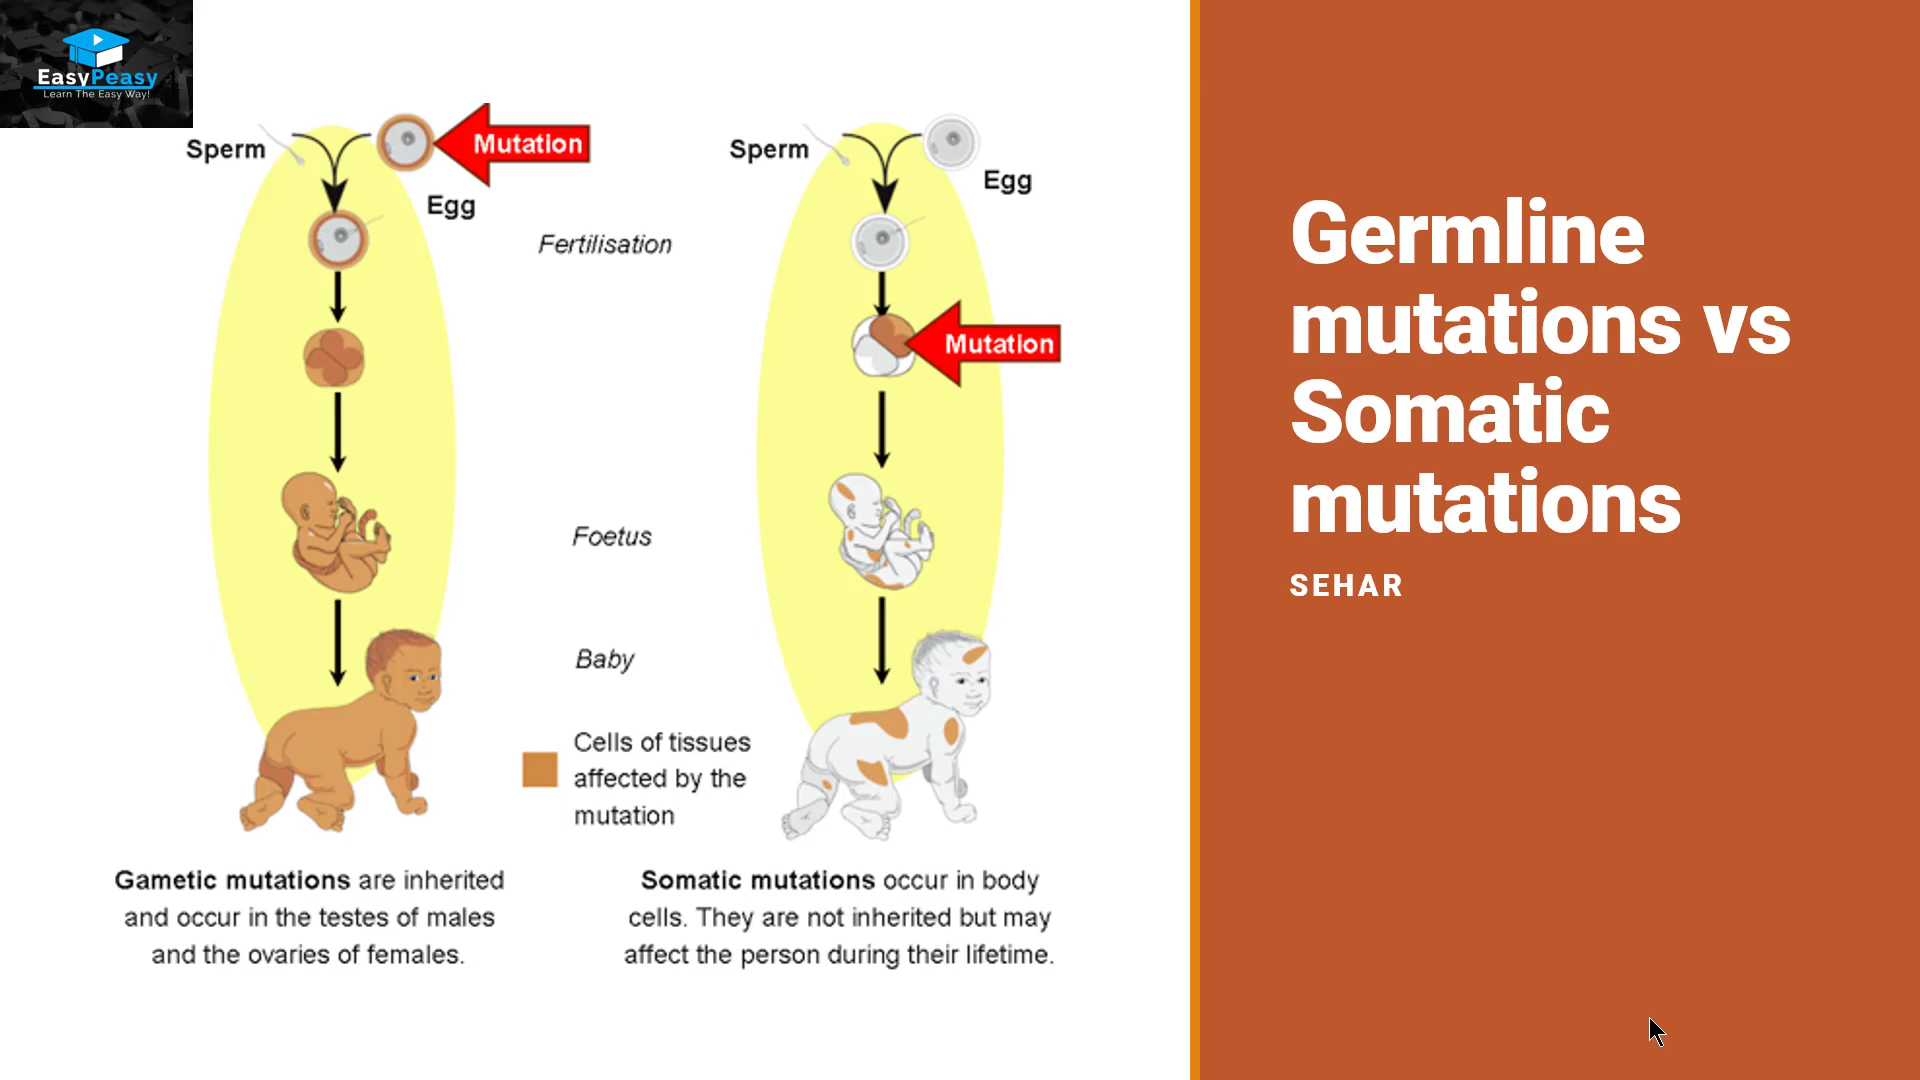 EasyPeasy
Learn The Easy Way!
Sperm
Mutation
Egg
Sperm
Egg
Fertilisation
Mutation
Foetus
Baby
Cells of tissues
affected by the
mutation
Gametic mutations are inherited
and occur in the testes of males
and the ovaries of females.
Somatic mutations occur in body
cells. They are not inherited but may
affect the person during their lifetime.
Germline
mutations vs
Somatic
mutations
SEHAR